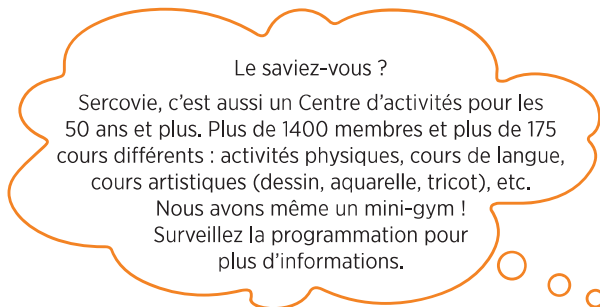 Le saviez-vous ?
Sercovie, c'est aussi un Centre d'activités pour les
50 ans et plus. Plus de 1400 membres et plus de 175
cours différents : activités physiques, cours de langue,
cours artistiques (dessin, aquarelle, tricot), etc.
Nous avons même un mini-gym !
Surveillez la programmation pour
plus d'informations.